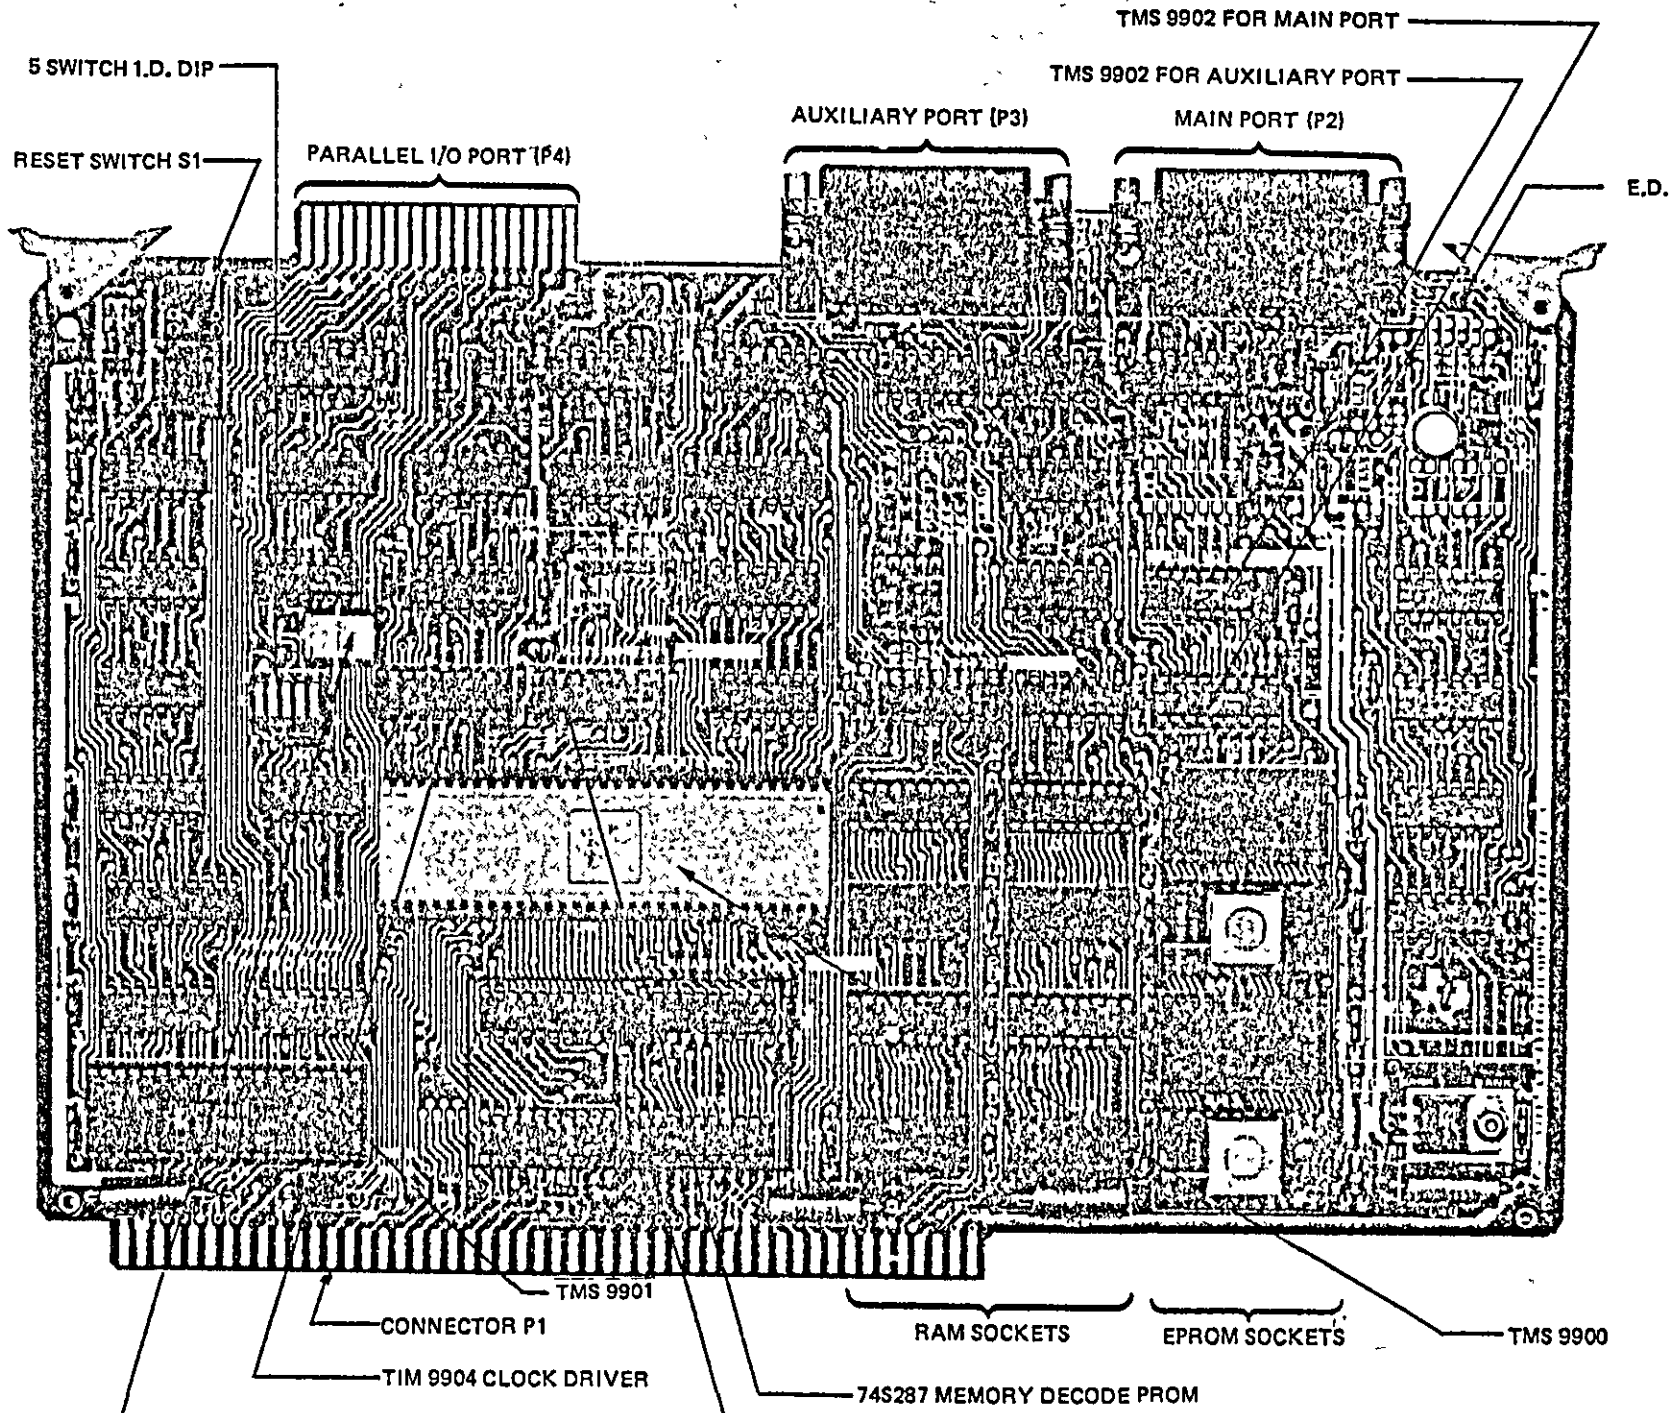 TMS 9902 FOR MAIN PORT
5 SWITCH I.D. DIP
TMS 9902 FOR AUXILIARY PORT
AUXILIARY PORT (P3)
MAIN PORT (P2)
RESET SWITCH S1
PARALLEL I/O PORT (P4)
E.D.
TMS 9901
CONNECTOR P1
RAM SOCKETS
EPROM SOCKETS
TMS 9900
TIM 9904 CLOCK DRIVER
74S287 MEMORY DECODE PROM